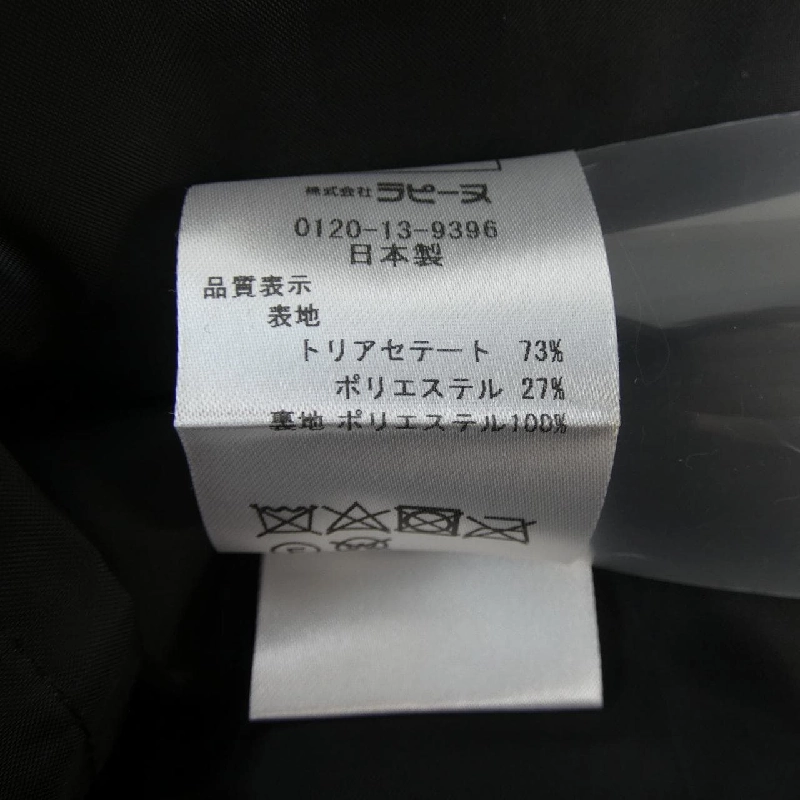 株式会社 ラピーヌ
0120-13-9396
日本製
品質表示
表地
トリアセテート 73%
ポリエステル 27%
裏地 ポリエステル100%